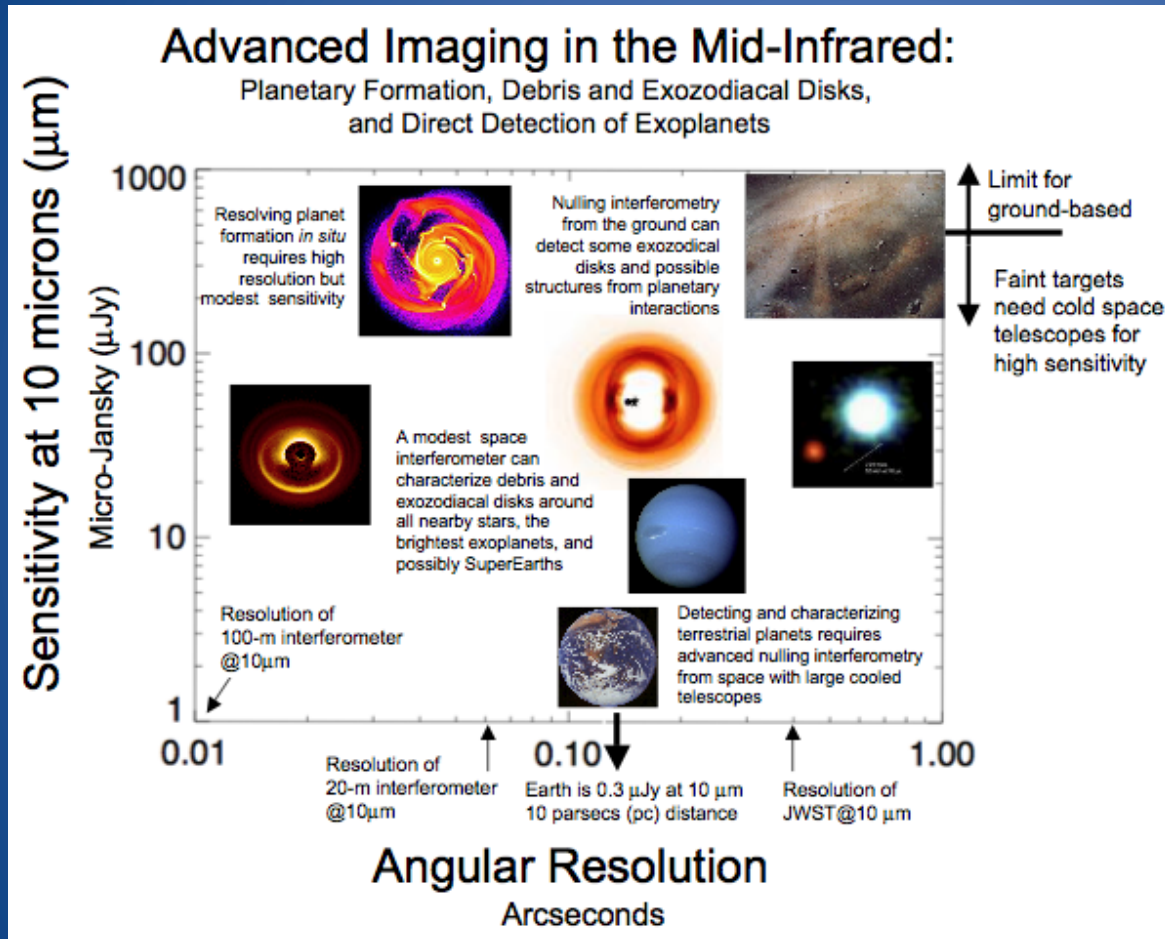 Advanced Imaging in the Mid-Infrared:
Planetary Formation, Debris and Exozodiacal Disks,
and Direct Detection of Exoplanets
Sensitivity at 10 microns (μm)
Micro-Jansky (μJy)
1000
100
10
1
Resolving planet
formation in situ
requires high
resolution but
modest sensitivity
Nulling interferometry
from the ground can
detect some exozodical
disks and possible
structures from planetary
interactions
Limit for
ground-based
Faint targets
need cold space
telescopes for
high sensitivity
A modest space
interferometer can
characterize debris and
exozodiacal disks around
all nearby stars, the
brightest exoplanets, and
possibly SuperEarths
Resolution of
100-m interferometer
@10μm
Detecting and characterizing
terrestrial planets requires
advanced nulling interferometry
from space with large cooled
telescopes
0.01
0.10
1.00
Resolution of
20-m interferometer
@10μm
Earth is 0.3 μJy at 10 μm
10 parsecs (pc) distance
Resolution of
JWST@10 μm
Angular Resolution
Arcseconds